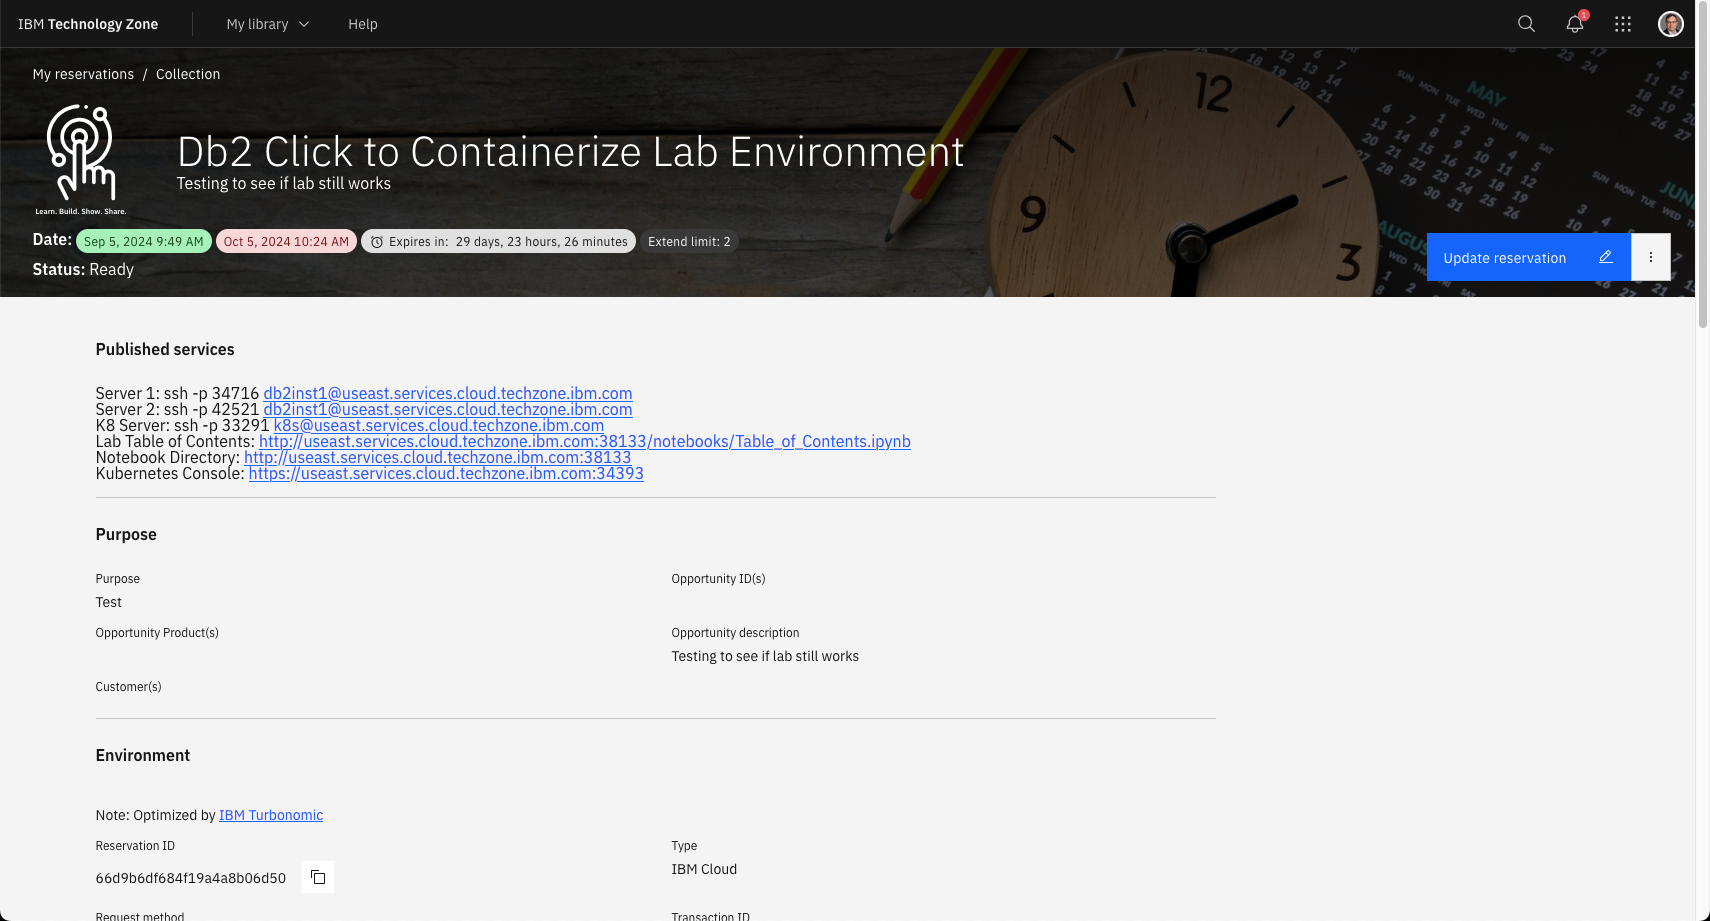 IBM Technology Zone
My library
Help
1
My reservations / Collection
Learn. Build. Show. Share.
Db2 Click to Containerize Lab Environment
Testing to see if lab still works
Date: Sep 5, 2024 9:49 AM Oct 5, 2024 10:24 AM Expires in: 29 days, 23 hours, 26 minutes Extend limit: 2
Status: Ready
Update reservation
12
9
3
MAY
JUNE
Published services
Server 1: ssh -p 34716 db2inst1@useast.services.cloud.techzone.ibm.com
Server 2: ssh -p 42521 db2inst1@useast.services.cloud.techzone.ibm.com
K8 Server: ssh -p 33291 k8s@useast.services.cloud.techzone.ibm.com
Lab Table of Contents: http://useast.services.cloud.techzone.ibm.com:38133/notebooks/Table_of_Contents.ipynb
Notebook Directory: http://useast.services.cloud.techzone.ibm.com:38133
Kubernetes Console: https://useast.services.cloud.techzone.ibm.com:34393
Purpose
Purpose
Test
Opportunity ID(s)
Opportunity Product(s)
Opportunity description
Testing to see if lab still works
Customer(s)
Environment
Note: Optimized by IBM Turbonomic
Reservation ID
66d9b6df684f19a4a8b06d50
Type
IBM Cloud
Request method
Transaction ID